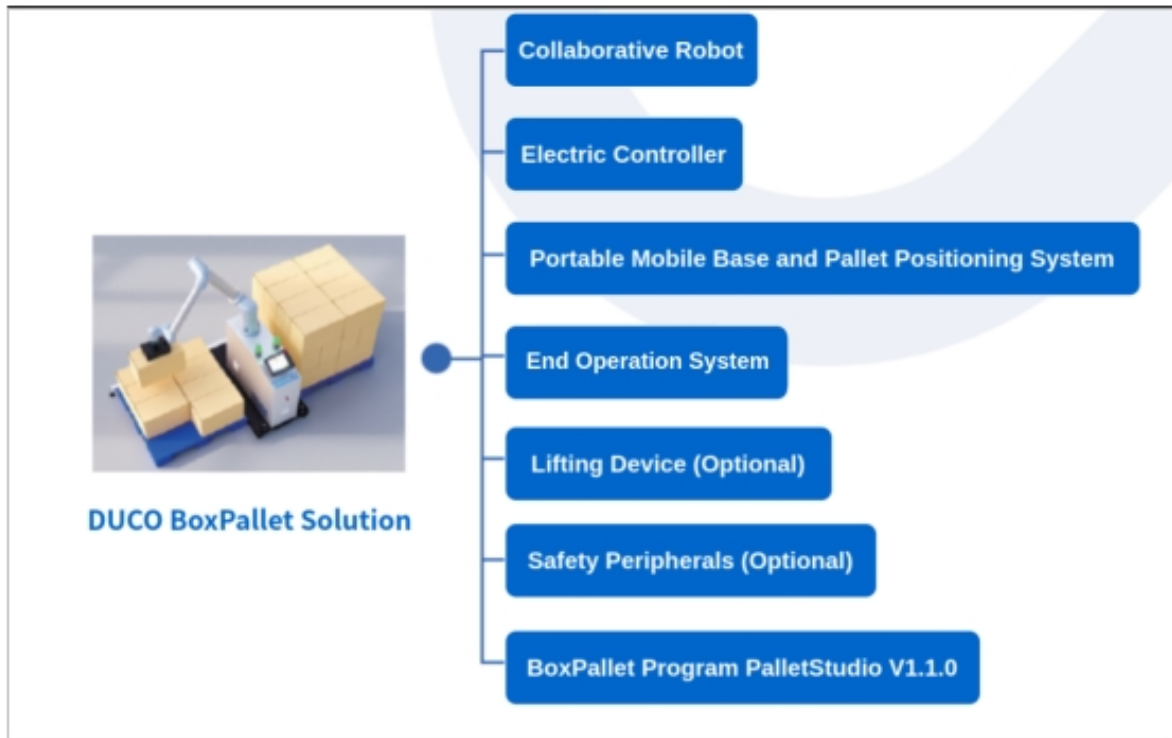 Collaborative Robot
Electric Controller
Portable Mobile Base and Pallet Positioning System
End Operation System
Lifting Device (Optional)
Safety Peripherals (Optional)
BoxPallet Program PalletStudio V1.1.0
DUCO BoxPallet Solution